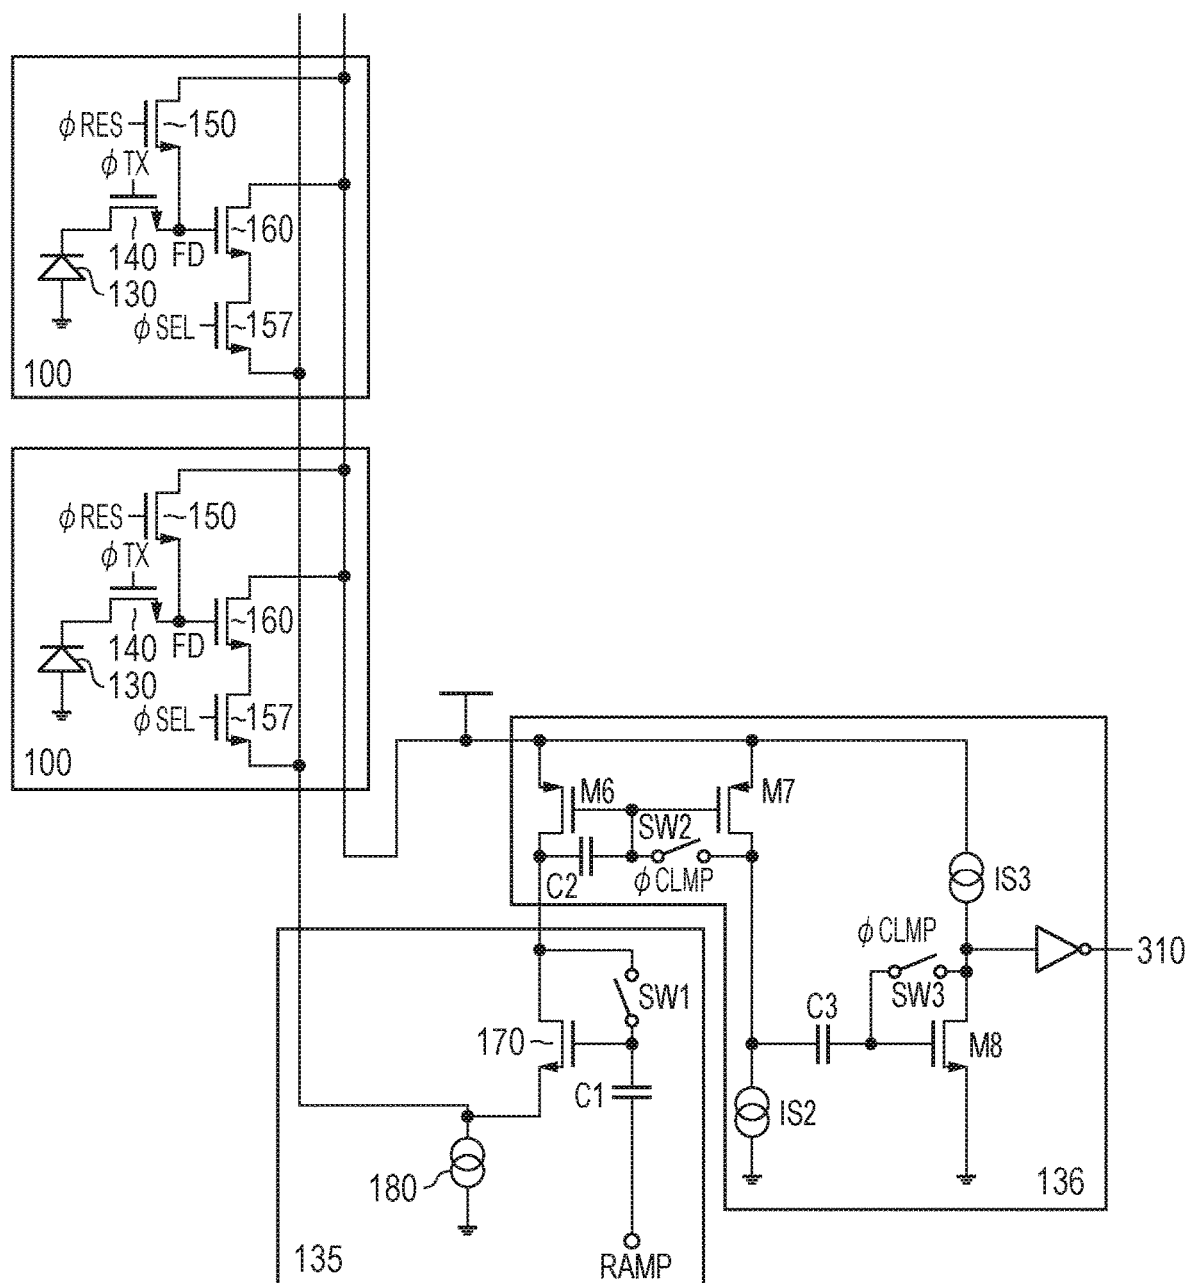 ϕRES
150
ϕTX
160
140
FD
130
ϕSEL
157
100
ϕRES
150
ϕTX
160
140
FD
130
ϕSEL
157
100
M6
M7
SW2
C2
ϕCLMP
IS3
ϕCLMP
310
SW1
SW3
C3
170
M8
C1
IS2
180
136
135
RAMP